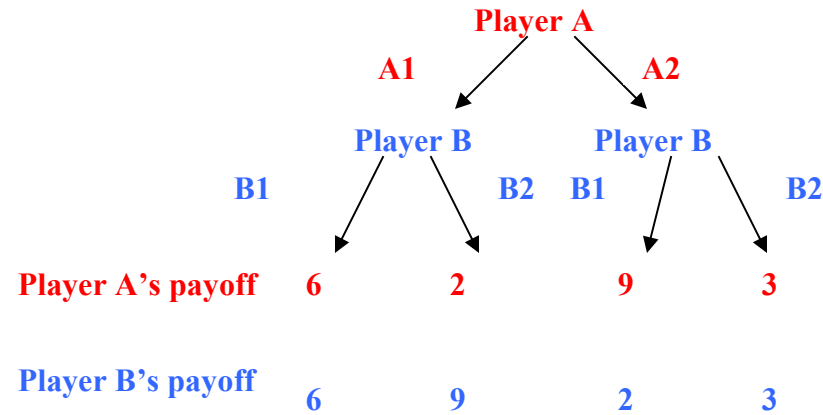 Player A
A1 A2
Player B Player B
B1 B2 B1 B2
Player A’s payoff 6 2 9 3
Player B’s payoff 6 9 2 3